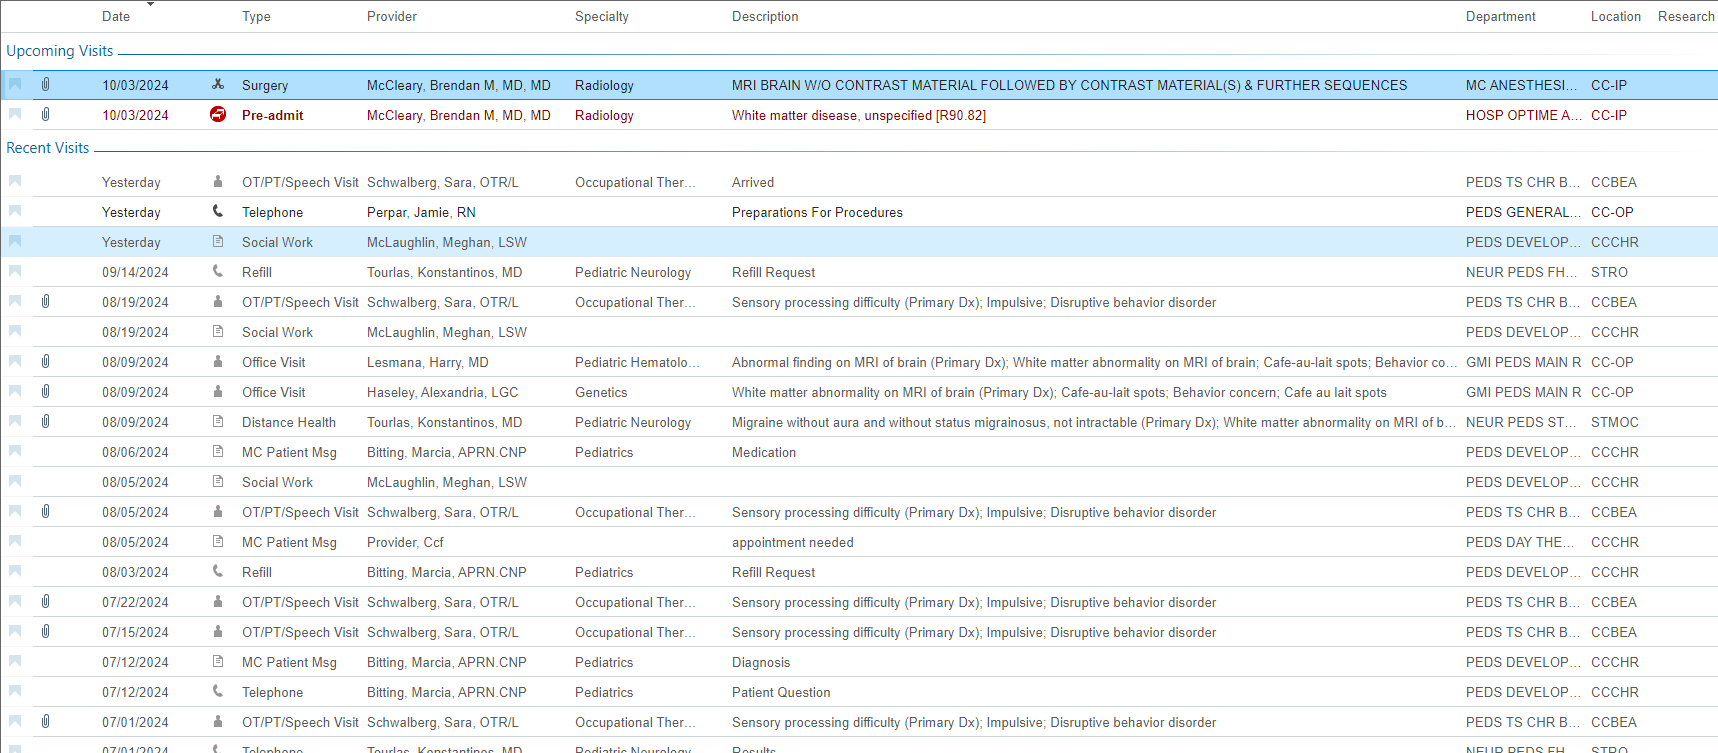 Date Type Provider Specialty Description Department Location Research
Upcoming Visits
10/03/2024 Surgery McCleary, Brendan M, MD, MD Radiology MRI BRAIN W/O CONTRAST MATERIAL FOLLOWED BY CONTRAST MATERIAL(S) & FURTHER SEQUENCES MC ANESTHESI... CC-IP
10/03/2024 Pre-admit McCleary, Brendan M, MD, MD Radiology White matter disease, unspecified [R90.82] HOSP OPTIME A... CC-IP
Recent Visits
Yesterday OT/PT/Speech Visit Schwalberg, Sara, OTR/L Occupational Ther... Arrived PEDS TS CHR B... CCBEA
Yesterday Telephone Perpar, Jamie, RN Preparations For Procedures PEDS GENERAL... CC-OP
Yesterday Social Work McLaughlin, Meghan, LSW PEDS DEVELOP... CCCHR
09/14/2024 Refill Tourlas, Konstantinos, MD Pediatric Neurology Refill Request NEUR PEDS FH... STRO
08/19/2024 OT/PT/Speech Visit Schwalberg, Sara, OTR/L Occupational Ther... Sensory processing difficulty (Primary Dx); Impulsive; Disruptive behavior disorder PEDS TS CHR B... CCBEA
08/19/2024 Social Work McLaughlin, Meghan, LSW PEDS DEVELOP... CCCHR
08/09/2024 Office Visit Lesmana, Harry, MD Pediatric Hematolo... Abnormal finding on MRI of brain (Primary Dx); White matter abnormality on MRI of brain; Cafe-au-lait spots; Behavior co... GMI PEDS MAIN R CC-OP
08/09/2024 Office Visit Haseley, Alexandria, LGC Genetics White matter abnormality on MRI of brain (Primary Dx); Cafe-au-lait spots; Behavior concern; Cafe au lait spots GMI PEDS MAIN R CC-OP
08/09/2024 Distance Health Tourlas, Konstantinos, MD Pediatric Neurology Migraine without aura and without status migrainosus, not intractable (Primary Dx); White matter abnormality on MRI of b... NEUR PEDS ST... STMOC
08/06/2024 MC Patient Msg Bitting, Marcia, APRN.CNP Pediatrics Medication PEDS DEVELOP... CCCHR
08/05/2024 Social Work McLaughlin, Meghan, LSW PEDS DEVELOP... CCCHR
08/05/2024 OT/PT/Speech Visit Schwalberg, Sara, OTR/L Occupational Ther... Sensory processing difficulty (Primary Dx); Impulsive; Disruptive behavior disorder PEDS TS CHR B... CCBEA
08/05/2024 MC Patient Msg Provider, Ccf appointment needed PEDS DAY THE... CCCHR
08/03/2024 Refill Bitting, Marcia, APRN.CNP Pediatrics Refill Request PEDS DEVELOP... CCCHR
07/22/2024 OT/PT/Speech Visit Schwalberg, Sara, OTR/L Occupational Ther... Sensory processing difficulty (Primary Dx); Impulsive; Disruptive behavior disorder PEDS TS CHR B... CCBEA
07/15/2024 OT/PT/Speech Visit Schwalberg, Sara, OTR/L Occupational Ther... Sensory processing difficulty (Primary Dx); Impulsive; Disruptive behavior disorder PEDS TS CHR B... CCBEA
07/12/2024 MC Patient Msg Bitting, Marcia, APRN.CNP Pediatrics Diagnosis PEDS DEVELOP... CCCHR
07/12/2024 Telephone Bitting, Marcia, APRN.CNP Pediatrics Patient Question PEDS DEVELOP... CCCHR
07/01/2024 OT/PT/Speech Visit Schwalberg, Sara, OTR/L Occupational Ther... Sensory processing difficulty (Primary Dx); Impulsive; Disruptive behavior disorder PEDS TS CHR B... CCBEA
07/01/2024 Telephone Tourlas, Konstantinos, MD Pediatric Neurology Results NEUR PEDS FH... STRO